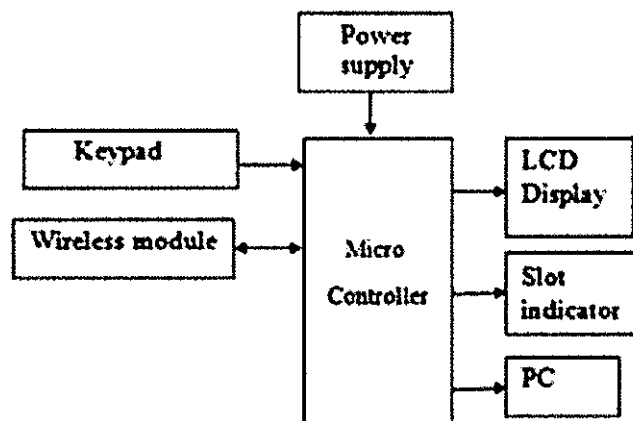 Power
supply
Keypad
Wireless module
Micro
Controller
LCD
Display
Slot
indicator
PC